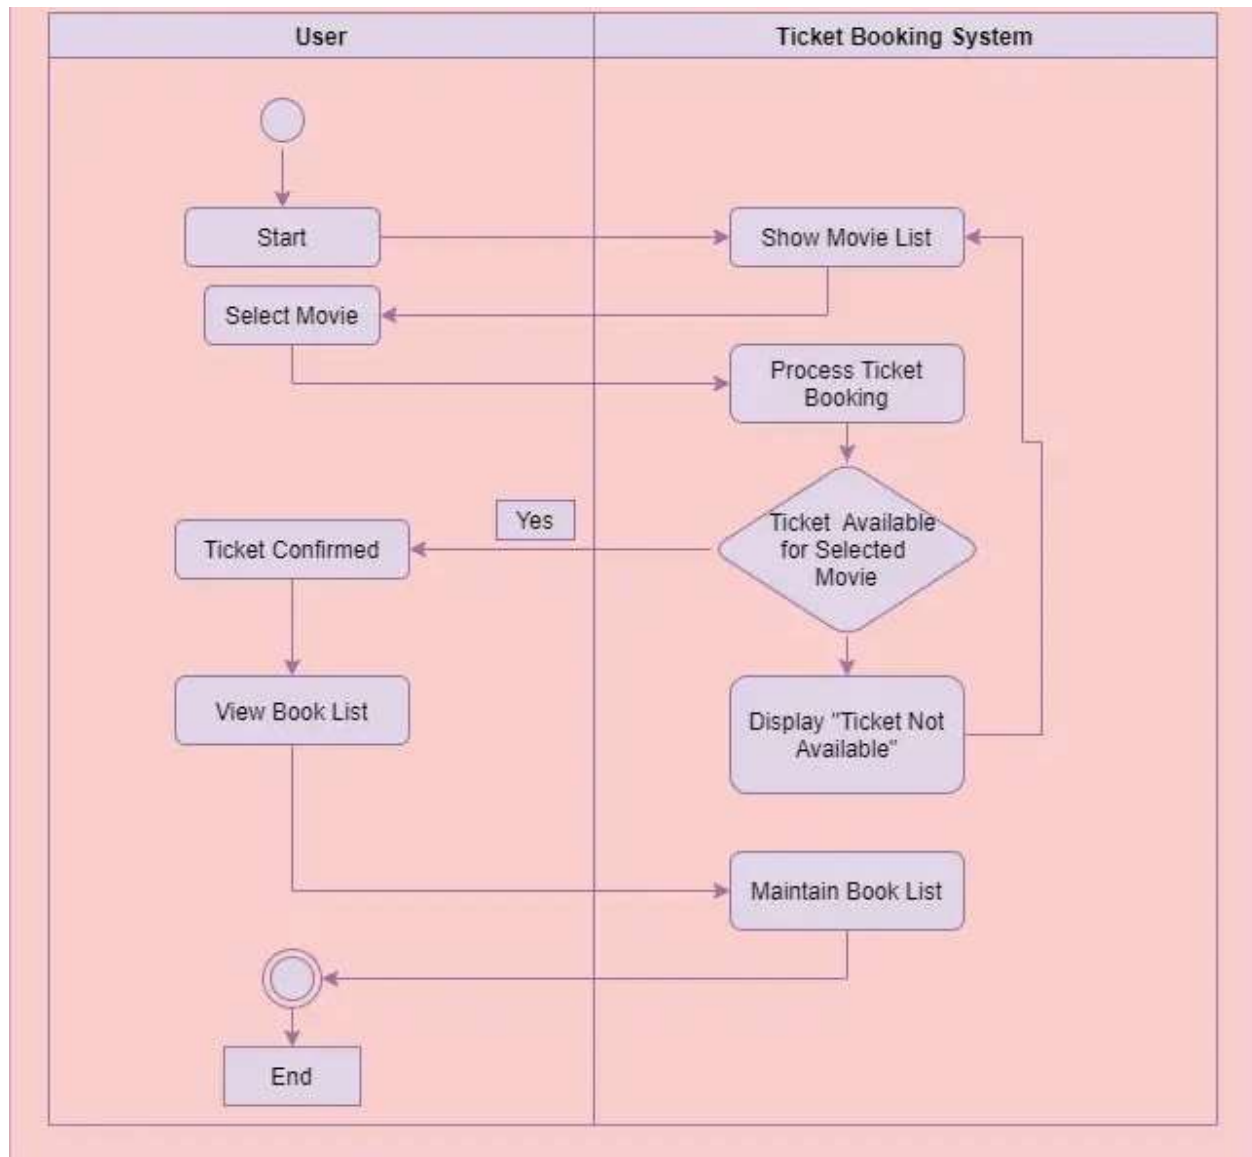 User
Ticket Booking System
Start
Show Movie List
Select Movie
Process Ticket
Booking
Yes
Ticket Available
for Selected
Movie
Ticket Confirmed
View Book List
Display "Ticket Not
Available"
Maintain Book List
End